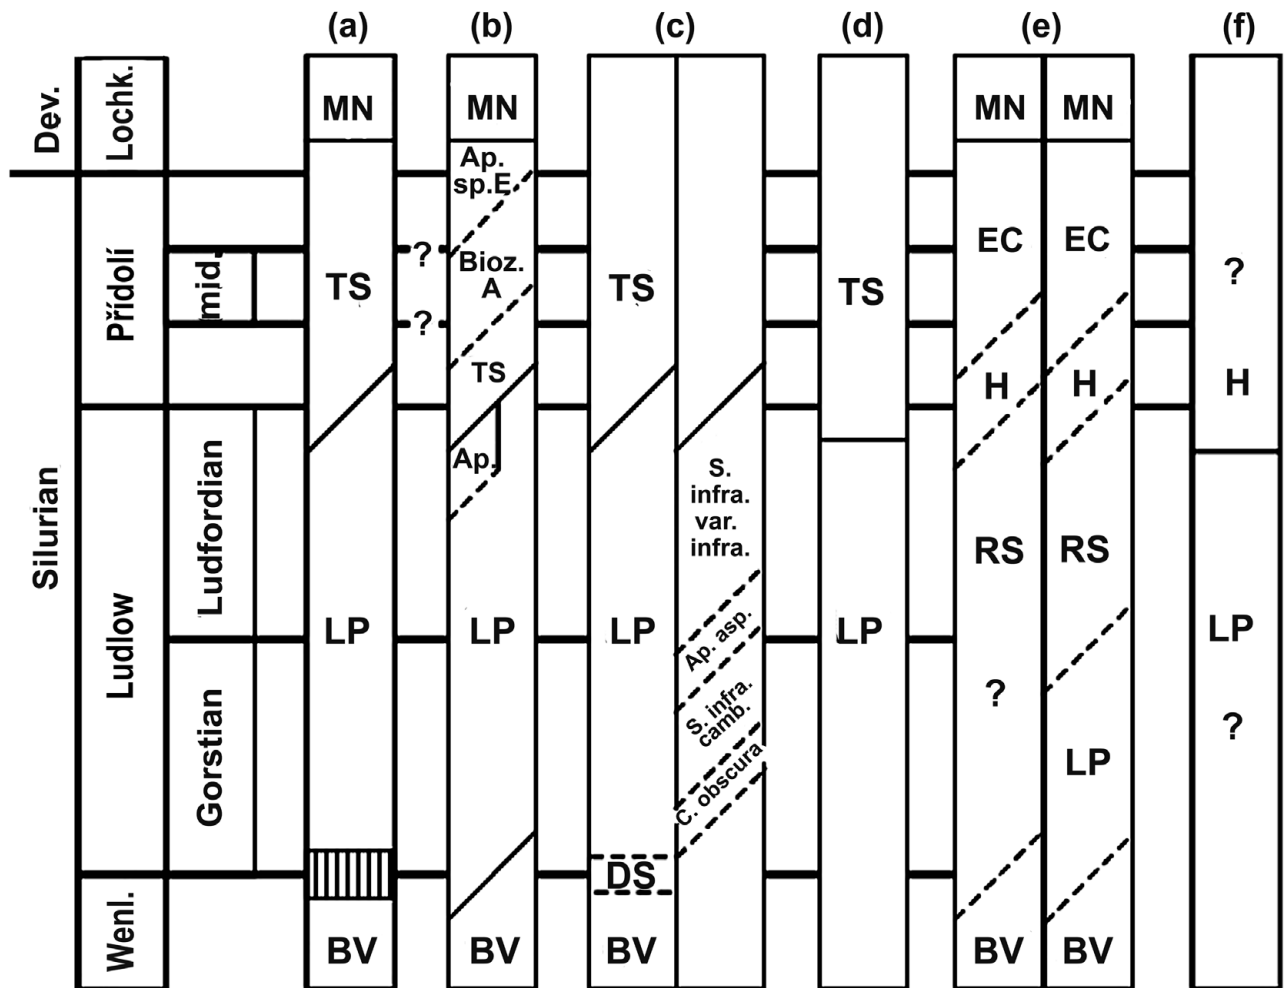 (a)
(b)
(c)
(d)
(e)
(f)
Dev.
Lochk.
Silurian
Přídolí
mid.
Ludlow
Ludfordian
Gorstian
Wenl.
MN
TS
LP
BV
?
?
MN
Ap.
sp.E
Bioz.
A
TS
Ap.
LP
BV
TS
LP
DS
BV
S.
infra.
var.
infra.
Ap. asp.
S. infra.
camb.
C. obscura
TS
LP
MN
EC
H
RS
?
BV
MN
EC
H
RS
LP
BV
?
H
LP
?